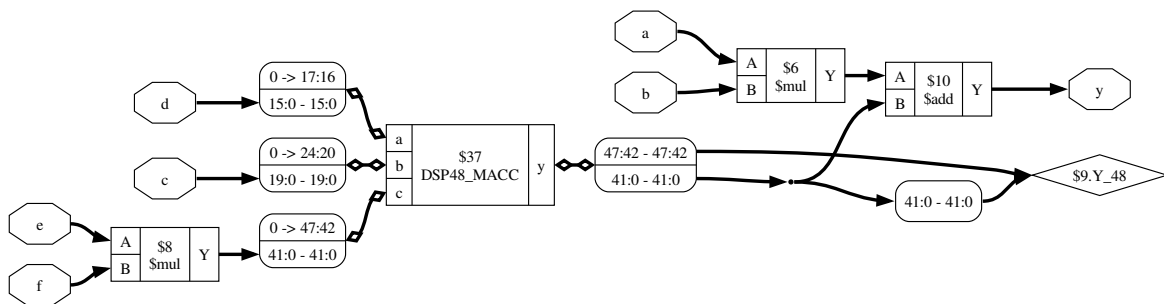 a
b
A
B
$6
$mul
Y
A
B
$10
$add
Y
y
d
0 -> 17:16
15:0 - 15:0
c
0 -> 24:20
19:0 - 19:0
a
b
c
$37
DSP48_MACC
y
47:42 - 47:42
41:0 - 41:0
41:0 - 41:0
$9.Y_48
e
f
A
B
$8
$mul
Y
0 -> 47:42
41:0 - 41:0